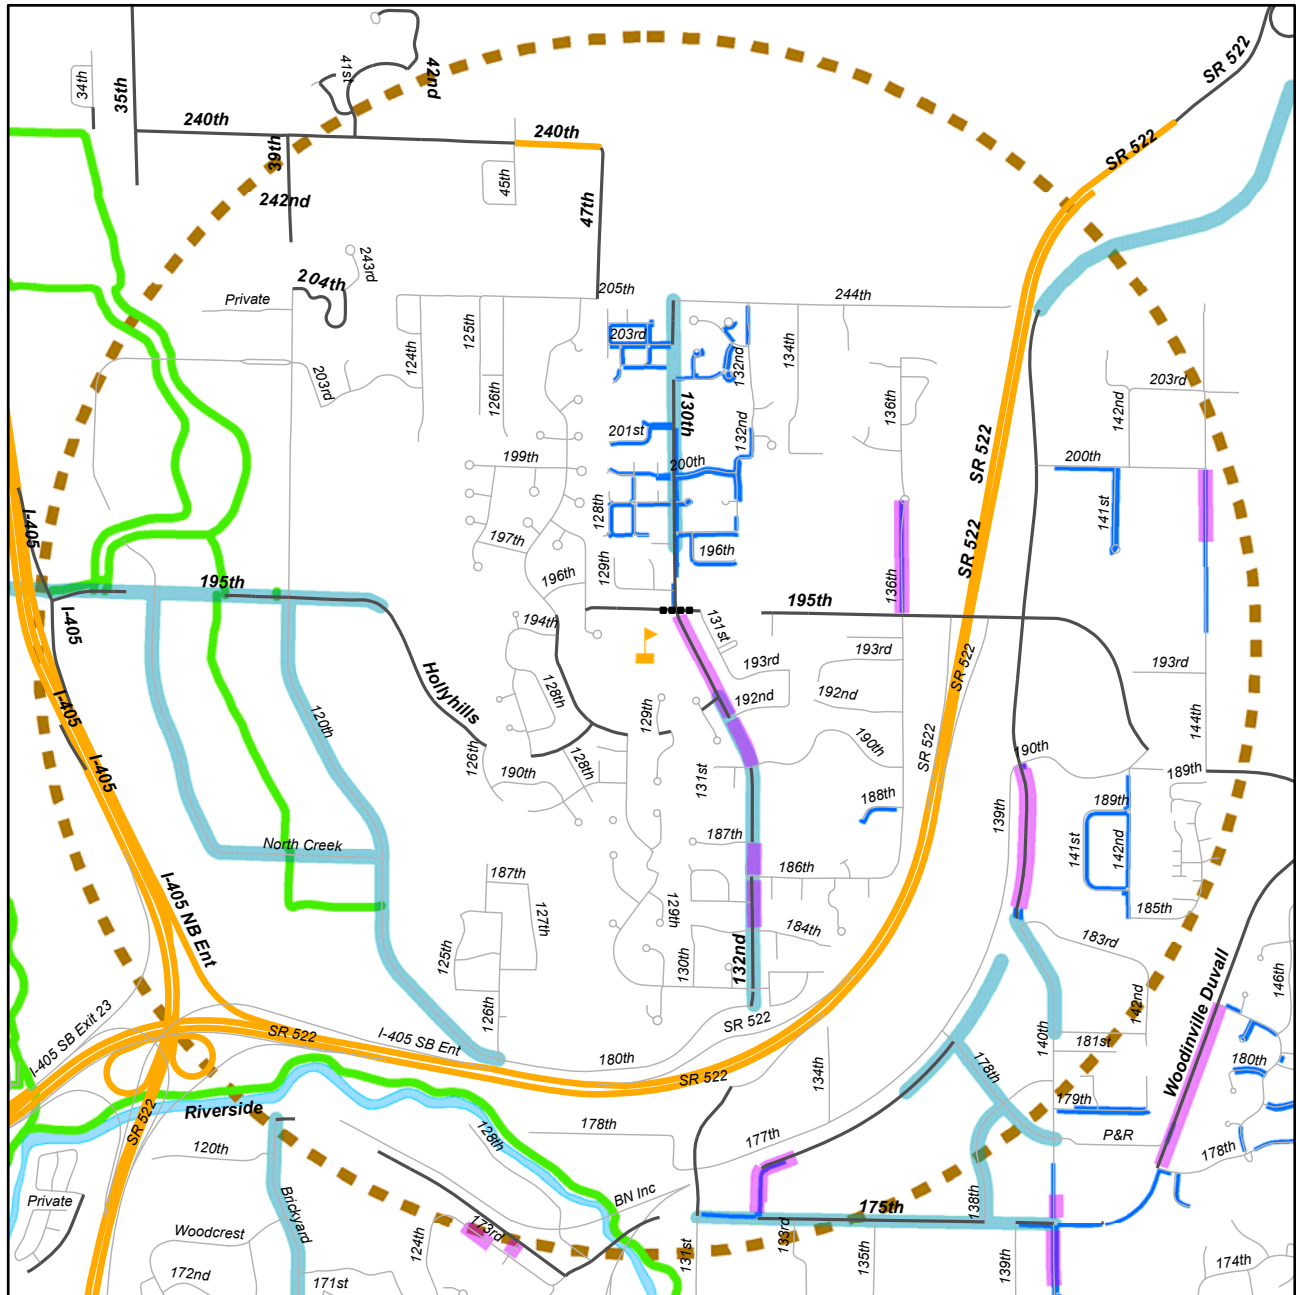 SR 522
42nd
41st
34th
35th
240th
240th
39th
SR 522
45th
242nd
47th
243rd
204th
205th
244th
Private
203rd
125th
124th
132nd
134th
203rd
203rd
126th
136th
142nd
130th
201st
132nd
SR 522
199th
200th
200th
128th
141st
I-405
197th
SR 522
196th
196th
129th
195th
136th
195th
I-405
194th
131st
193rd
193rd
193rd
SR 522
Hollyhills
128th
192nd
192nd
I-405
120th
129th
144th
190th
SR 522
190th
126th
128th
I-405
190th
131st
189th
188th
189th
139th
187th
141st
142nd
North Creek
186th
187th
I-405 NB Ent
127th
129th
185th
184th
183rd
125th
130th
132nd
Woodinville Duvall
146th
142nd
126th
SR 522
I-405 SB Exit 23
SR 522
I-405 SB Ent
140th
181st
180th
180th
178th
134th
SR 522
Riverside
179th
SR 522
128th
178th
177th
P&R
120th
178th
Private
BN Inc
Brickyard
138th
175th
173rd
133rd
Woodcrest
124th
131st
135th
139th
174th
172nd
171st